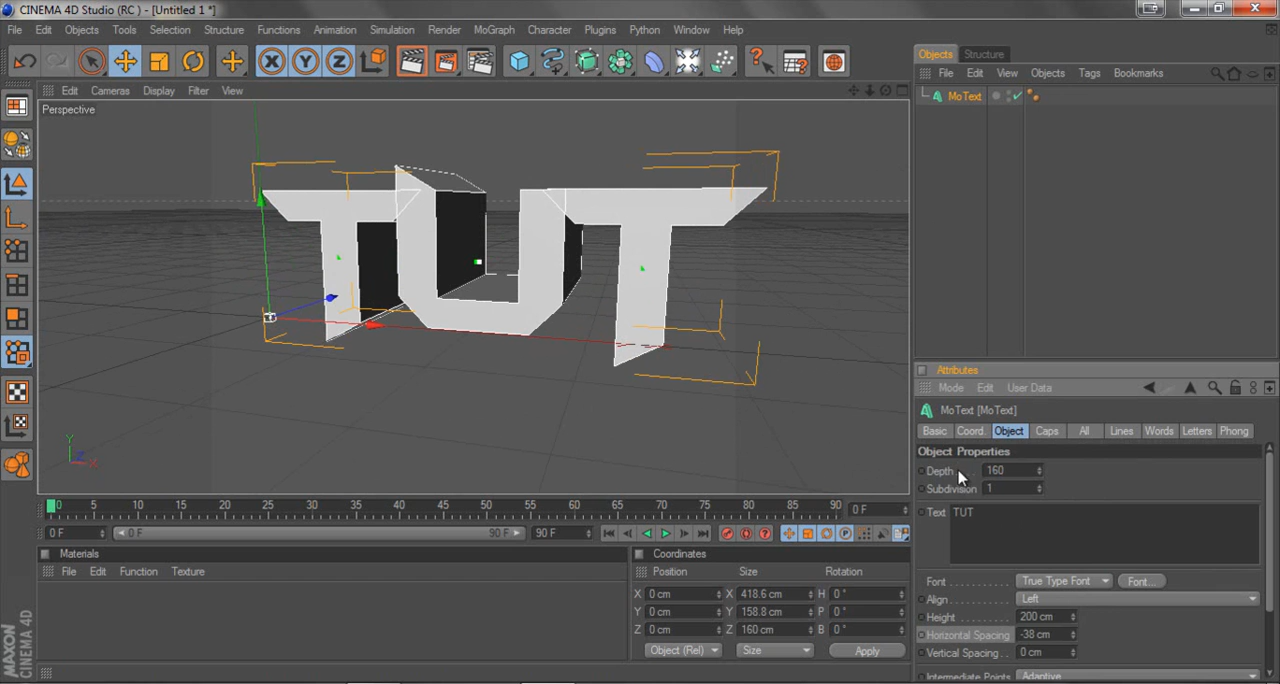 CINEMA 4D Studio (RC ) - [Untitled 1 *]
File Edit Objects Tools Selection Structure Functions Animation Simulation Render MoGraph Character Plugins Python Window Help
X Y Z
Objects Structure
Edit Cameras Display Filter View
File Edit View Objects Tags Bookmarks
Perspective
MoText
TUT
Y
Z X
Attributes
Mode Edit User Data
MoText [MoText]
Basic Coord. Object Caps All Lines Words Letters Phong
Object Properties
Depth . . . 160
Subdivision 1
Text TUT
0 5 10 15 20 25 30 35 40 45 50 55 60 65 70 75 80 85 90 0 F
0 F 0 F 90 F 90 F
Materials
File Edit Function Texture
Coordinates
Position Size Rotation
X 0 cm X 418.6 cm H 0 °
Y 0 cm Y 158.8 cm P 0 °
Z 0 cm Z 160 cm B 0 °
Object (Rel) Size Apply
Font . . . . . . . . . True Type Font Font...
Align. . . . . . . . . . Left
Height . . . . . . . . 200 cm
Horizontal Spacing -38 cm
Vertical Spacing . . 0 cm
Intermediate Points Adaptive
MAXON
CINEMA 4D